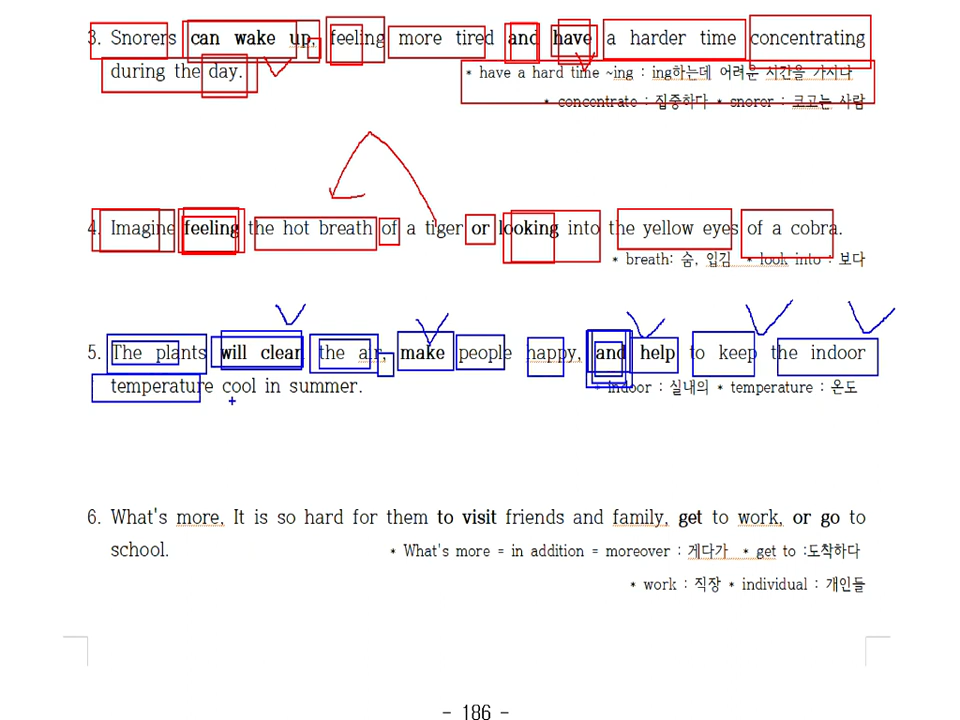 3. Snorers can wake up, feeling more tired and have a harder time concentrating
during the day.
* have a hard time ~ing : ing하는데 어려운 시간을 가지다
* concentrate : 집중하다 * snorer : 코고는 사람
4. Imagine feeling the hot breath of a tiger or looking into the yellow eyes of a cobra.
* breath: 숨, 입김 * look into : 보다
5. The plants will clean the air, make people happy, and help to keep the indoor
temperature cool in summer.
* indoor : 실내의 * temperature : 온도
6. What's more, It is so hard for them to visit friends and family, get to work, or go to
school.
* What's more = in addition = moreover : 게다가 * get to :도착하다
* work : 직장 * individual : 개인들
- 186 -